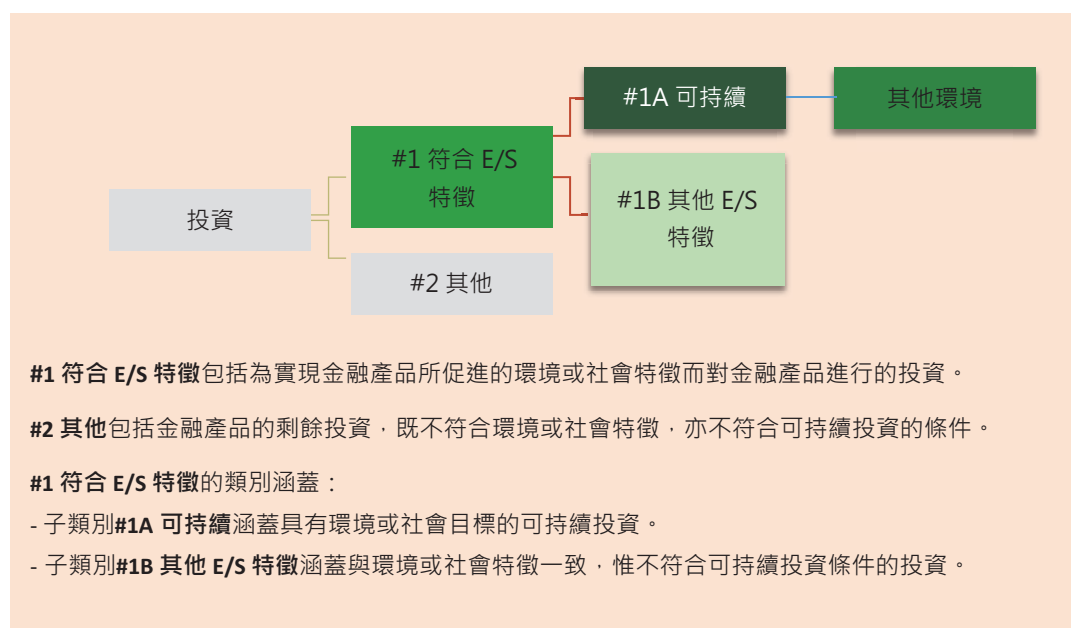 #1A 可持續
其他環境
#1 符合 E/S
特徵
#1B 其他 E/S
特徵
投資
#2 其他
#1 符合 E/S 特徵包括為實現金融產品所促進的環境或社會特徵而對金融產品進行的投資。
#2 其他包括金融產品的剩餘投資，既不符合環境或社會特徵，亦不符合可持續投資的條件。
#1 符合 E/S 特徵的類別涵蓋：
- 子類別#1A 可持續涵蓋具有環境或社會目標的可持續投資。
- 子類別#1B 其他 E/S 特徵涵蓋與環境或社會特徵一致，惟不符合可持續投資條件的投資。